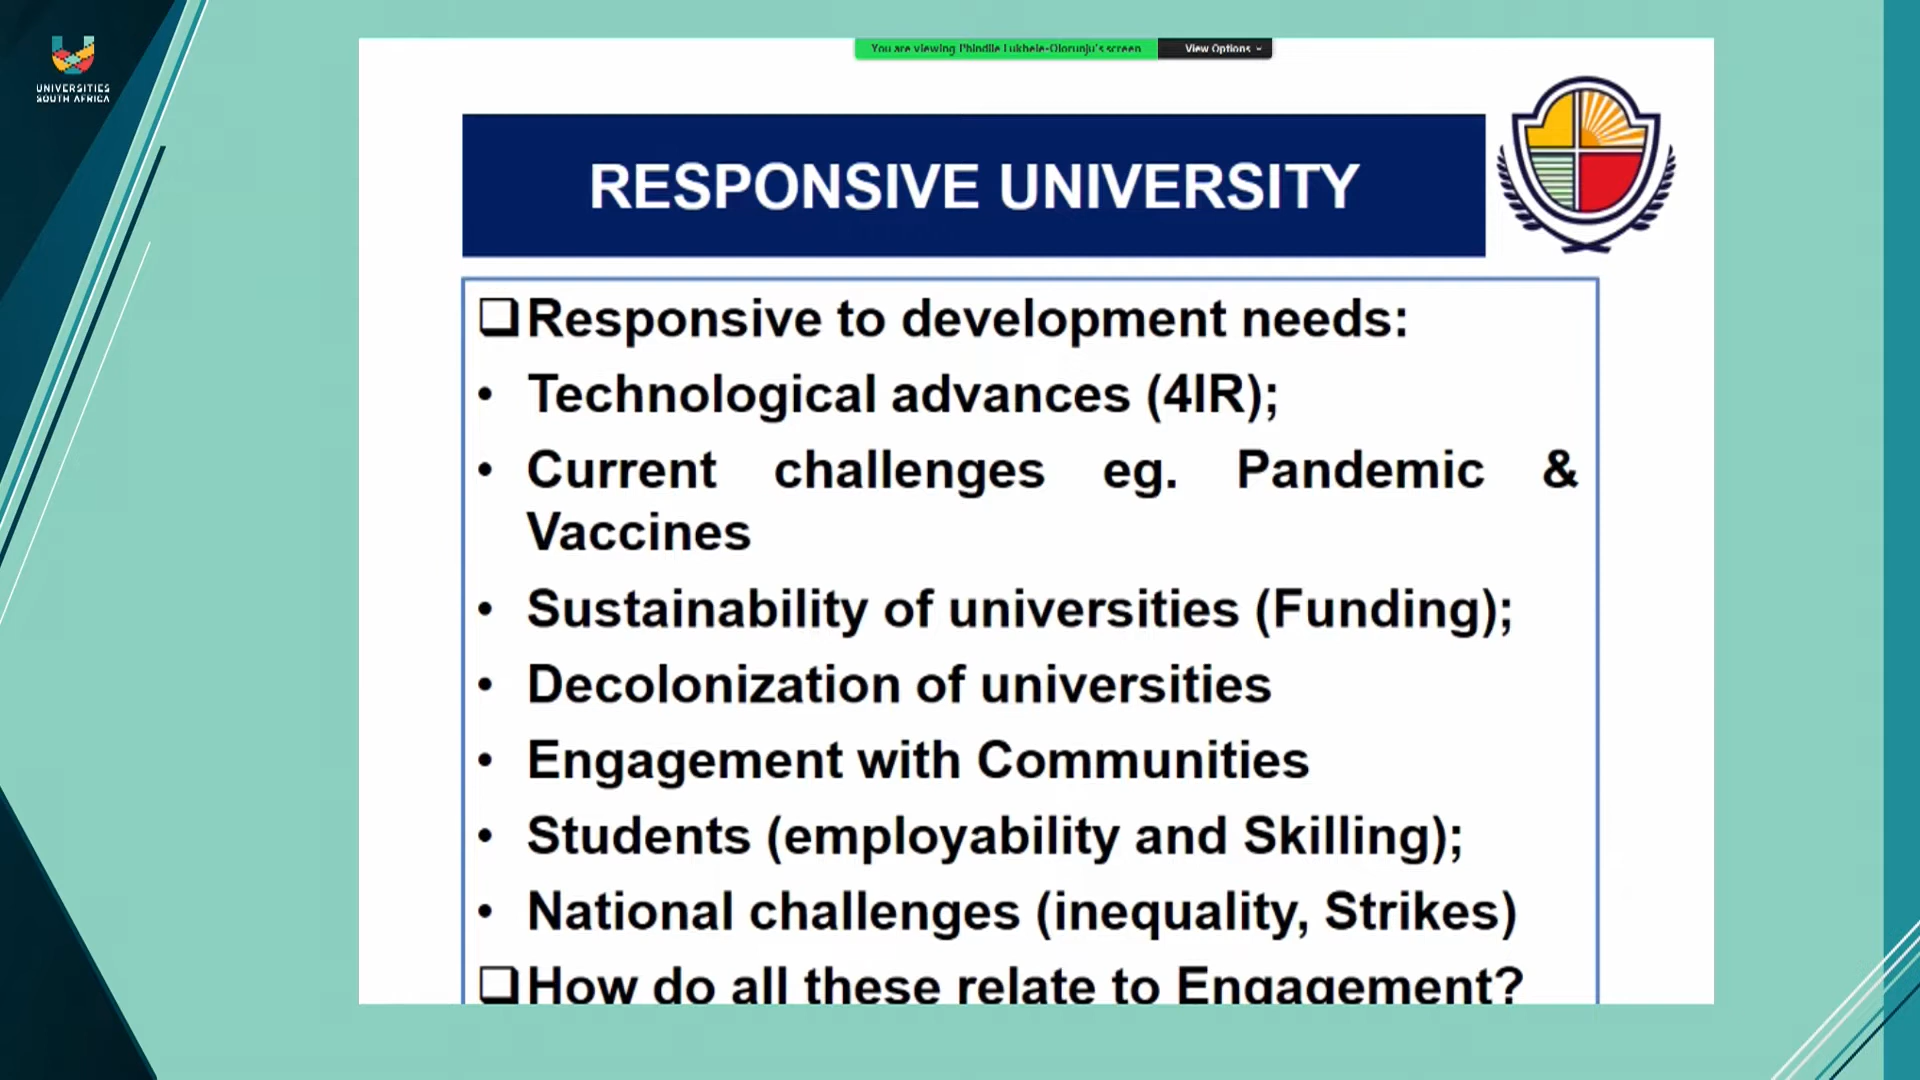 UNIVERSITIES
SOUTH AFRICA
You are viewing Phindile Lukhele-Olorunju's screen
View Options
RESPONSIVE UNIVERSITY
❑Responsive to development needs:
• Technological advances (4IR);
• Current challenges eg. Pandemic &
Vaccines
• Sustainability of universities (Funding);
• Decolonization of universities
• Engagement with Communities
• Students (employability and Skilling);
• National challenges (inequality, Strikes)
❑How do all these relate to Engagement?